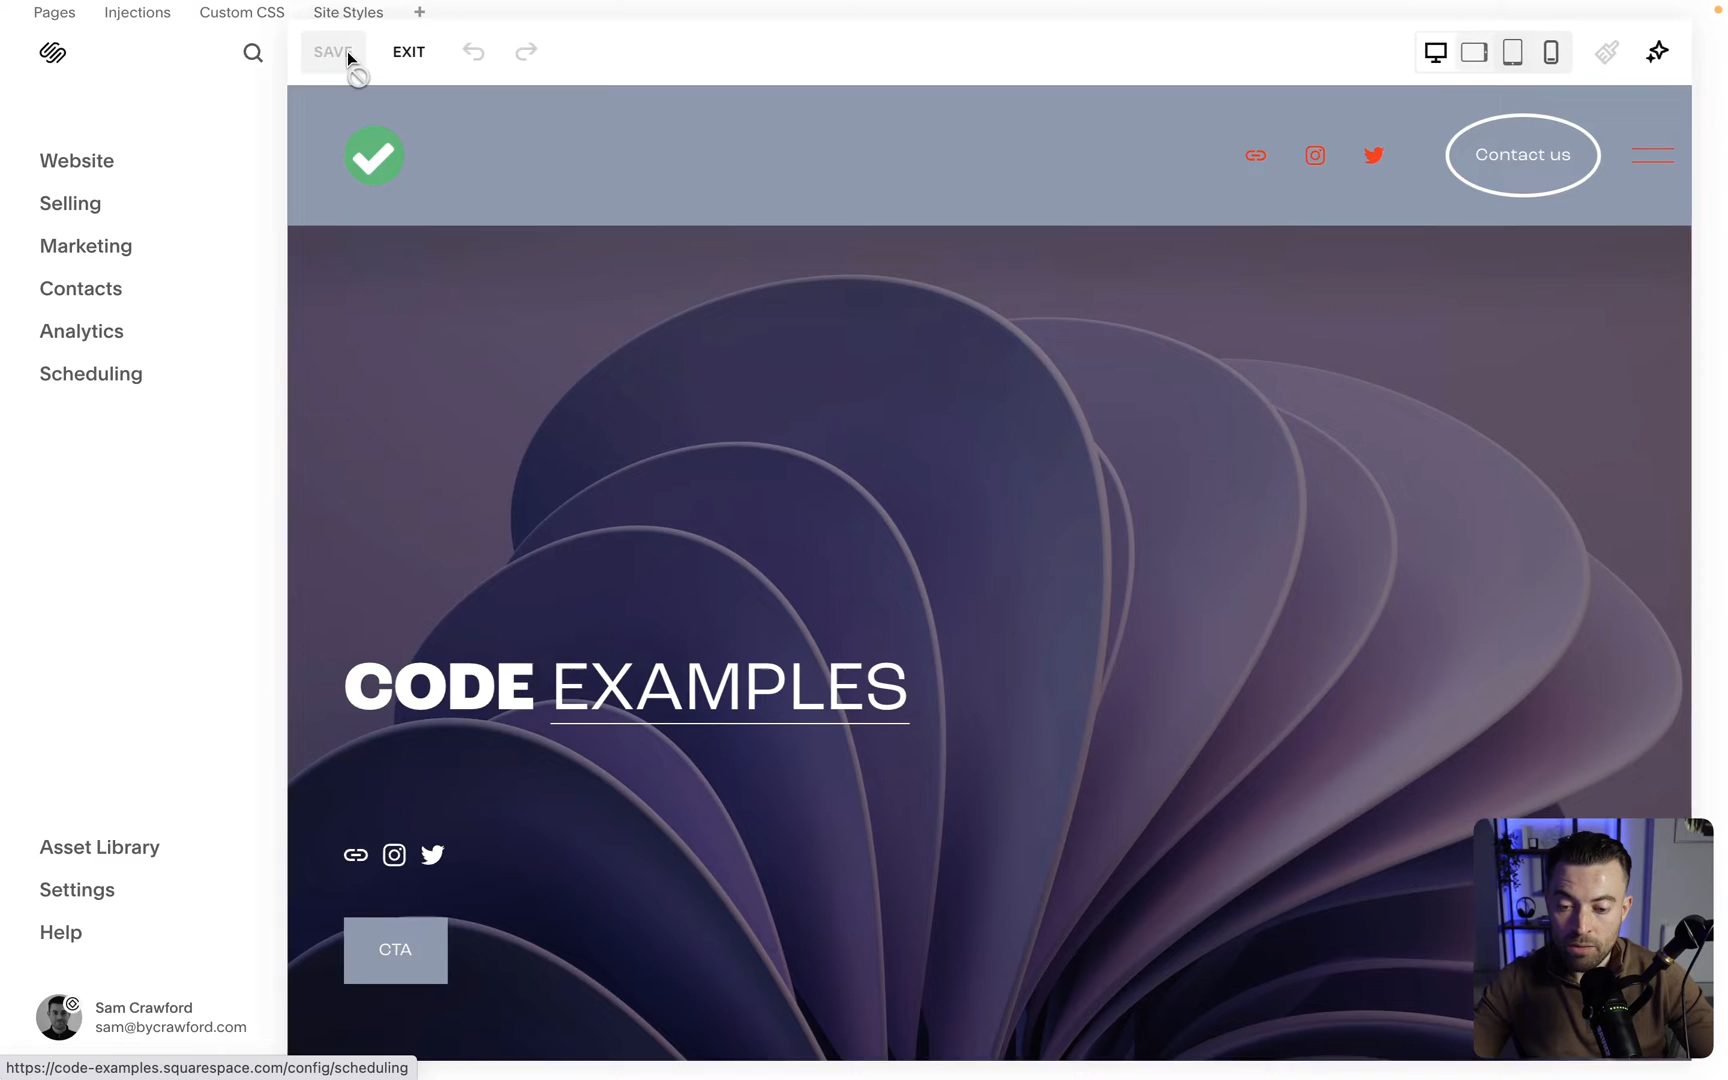 Pages Injections Custom CSS Site Styles +
SAVE EXIT
Website
Selling
Marketing
Contacts
Analytics
Scheduling
Contact us
CODE EXAMPLES
CTA
Asset Library
Settings
Help
Sam Crawford
sam@bycrawford.com
https://code-examples.squarespace.com/config/scheduling